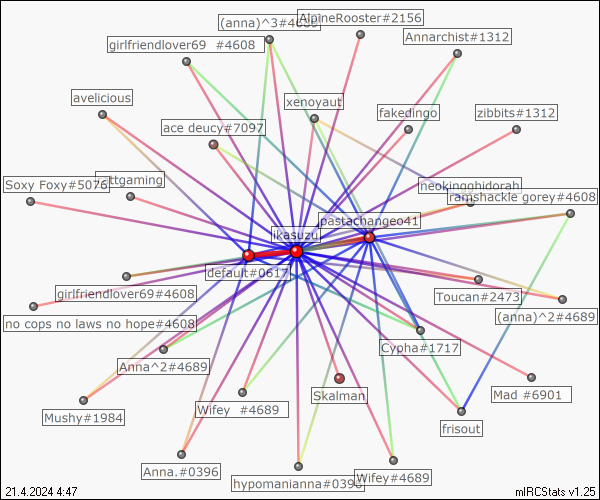 AlpineRooster#2156
(anna)^3#4689
Annarchist#1312
girlfriendlover69 #4608
avelicious
xenoyaut
fakedingo
zibbits#1312
ace deucy#7097
Soxy Foxy#5076
neokingghidorah
ramshackle gorey#4608
pastachangeo41
ikasuzu
default#0617
girlfriendlover69#4608
Toucan#2473
(anna)^2#4689
no cops no laws no hope#4608
Cypha#1717
Anna^2#4689
Skalman
Mad #6901
Mushy#1984
Wifey #4689
frisout
Anna.#0396
hypomanianna#0396
Wifey#4689
21.4.2024 4:47
mIRCStats v1.25